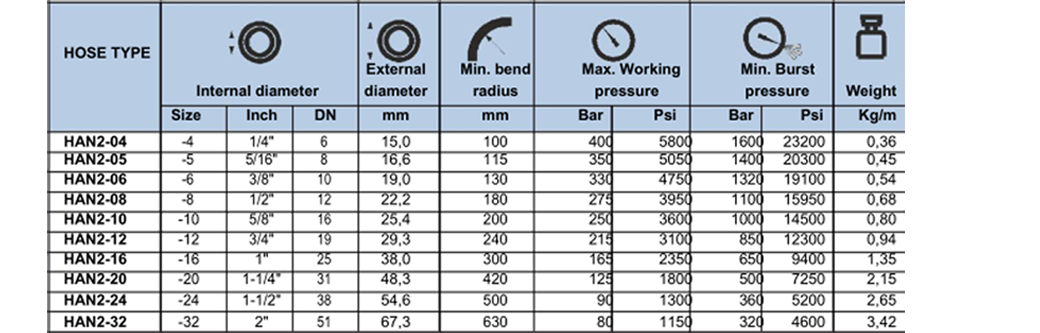 HOSE TYPE
Internal diameter
External diameter
Min. bend radius
Max. Working pressure
Min. Burst pressure
Weight
Size Inch DN mm mm Bar Psi Bar Psi Kg/m
HAN2-04 -4 1/4" 6 15,0 100 400 5800 1600 23200 0,36
HAN2-05 -5 5/16" 8 16,6 115 350 5050 1400 20300 0,45
HAN2-06 -6 3/8" 10 19,0 130 330 4750 1320 19100 0,54
HAN2-08 -8 1/2" 12 22,2 180 275 3950 1100 15950 0,68
HAN2-10 -10 5/8" 16 25,4 200 250 3600 1000 14500 0,80
HAN2-12 -12 3/4" 19 29,3 240 215 3100 850 12300 0,94
HAN2-16 -16 1" 25 38,0 300 165 2350 650 9400 1,35
HAN2-20 -20 1-1/4" 31 48,3 420 125 1800 500 7250 2,15
HAN2-24 -24 1-1/2" 38 54,6 500 90 1300 360 5200 2,65
HAN2-32 -32 2" 51 67,3 630 80 1150 320 4600 3,42